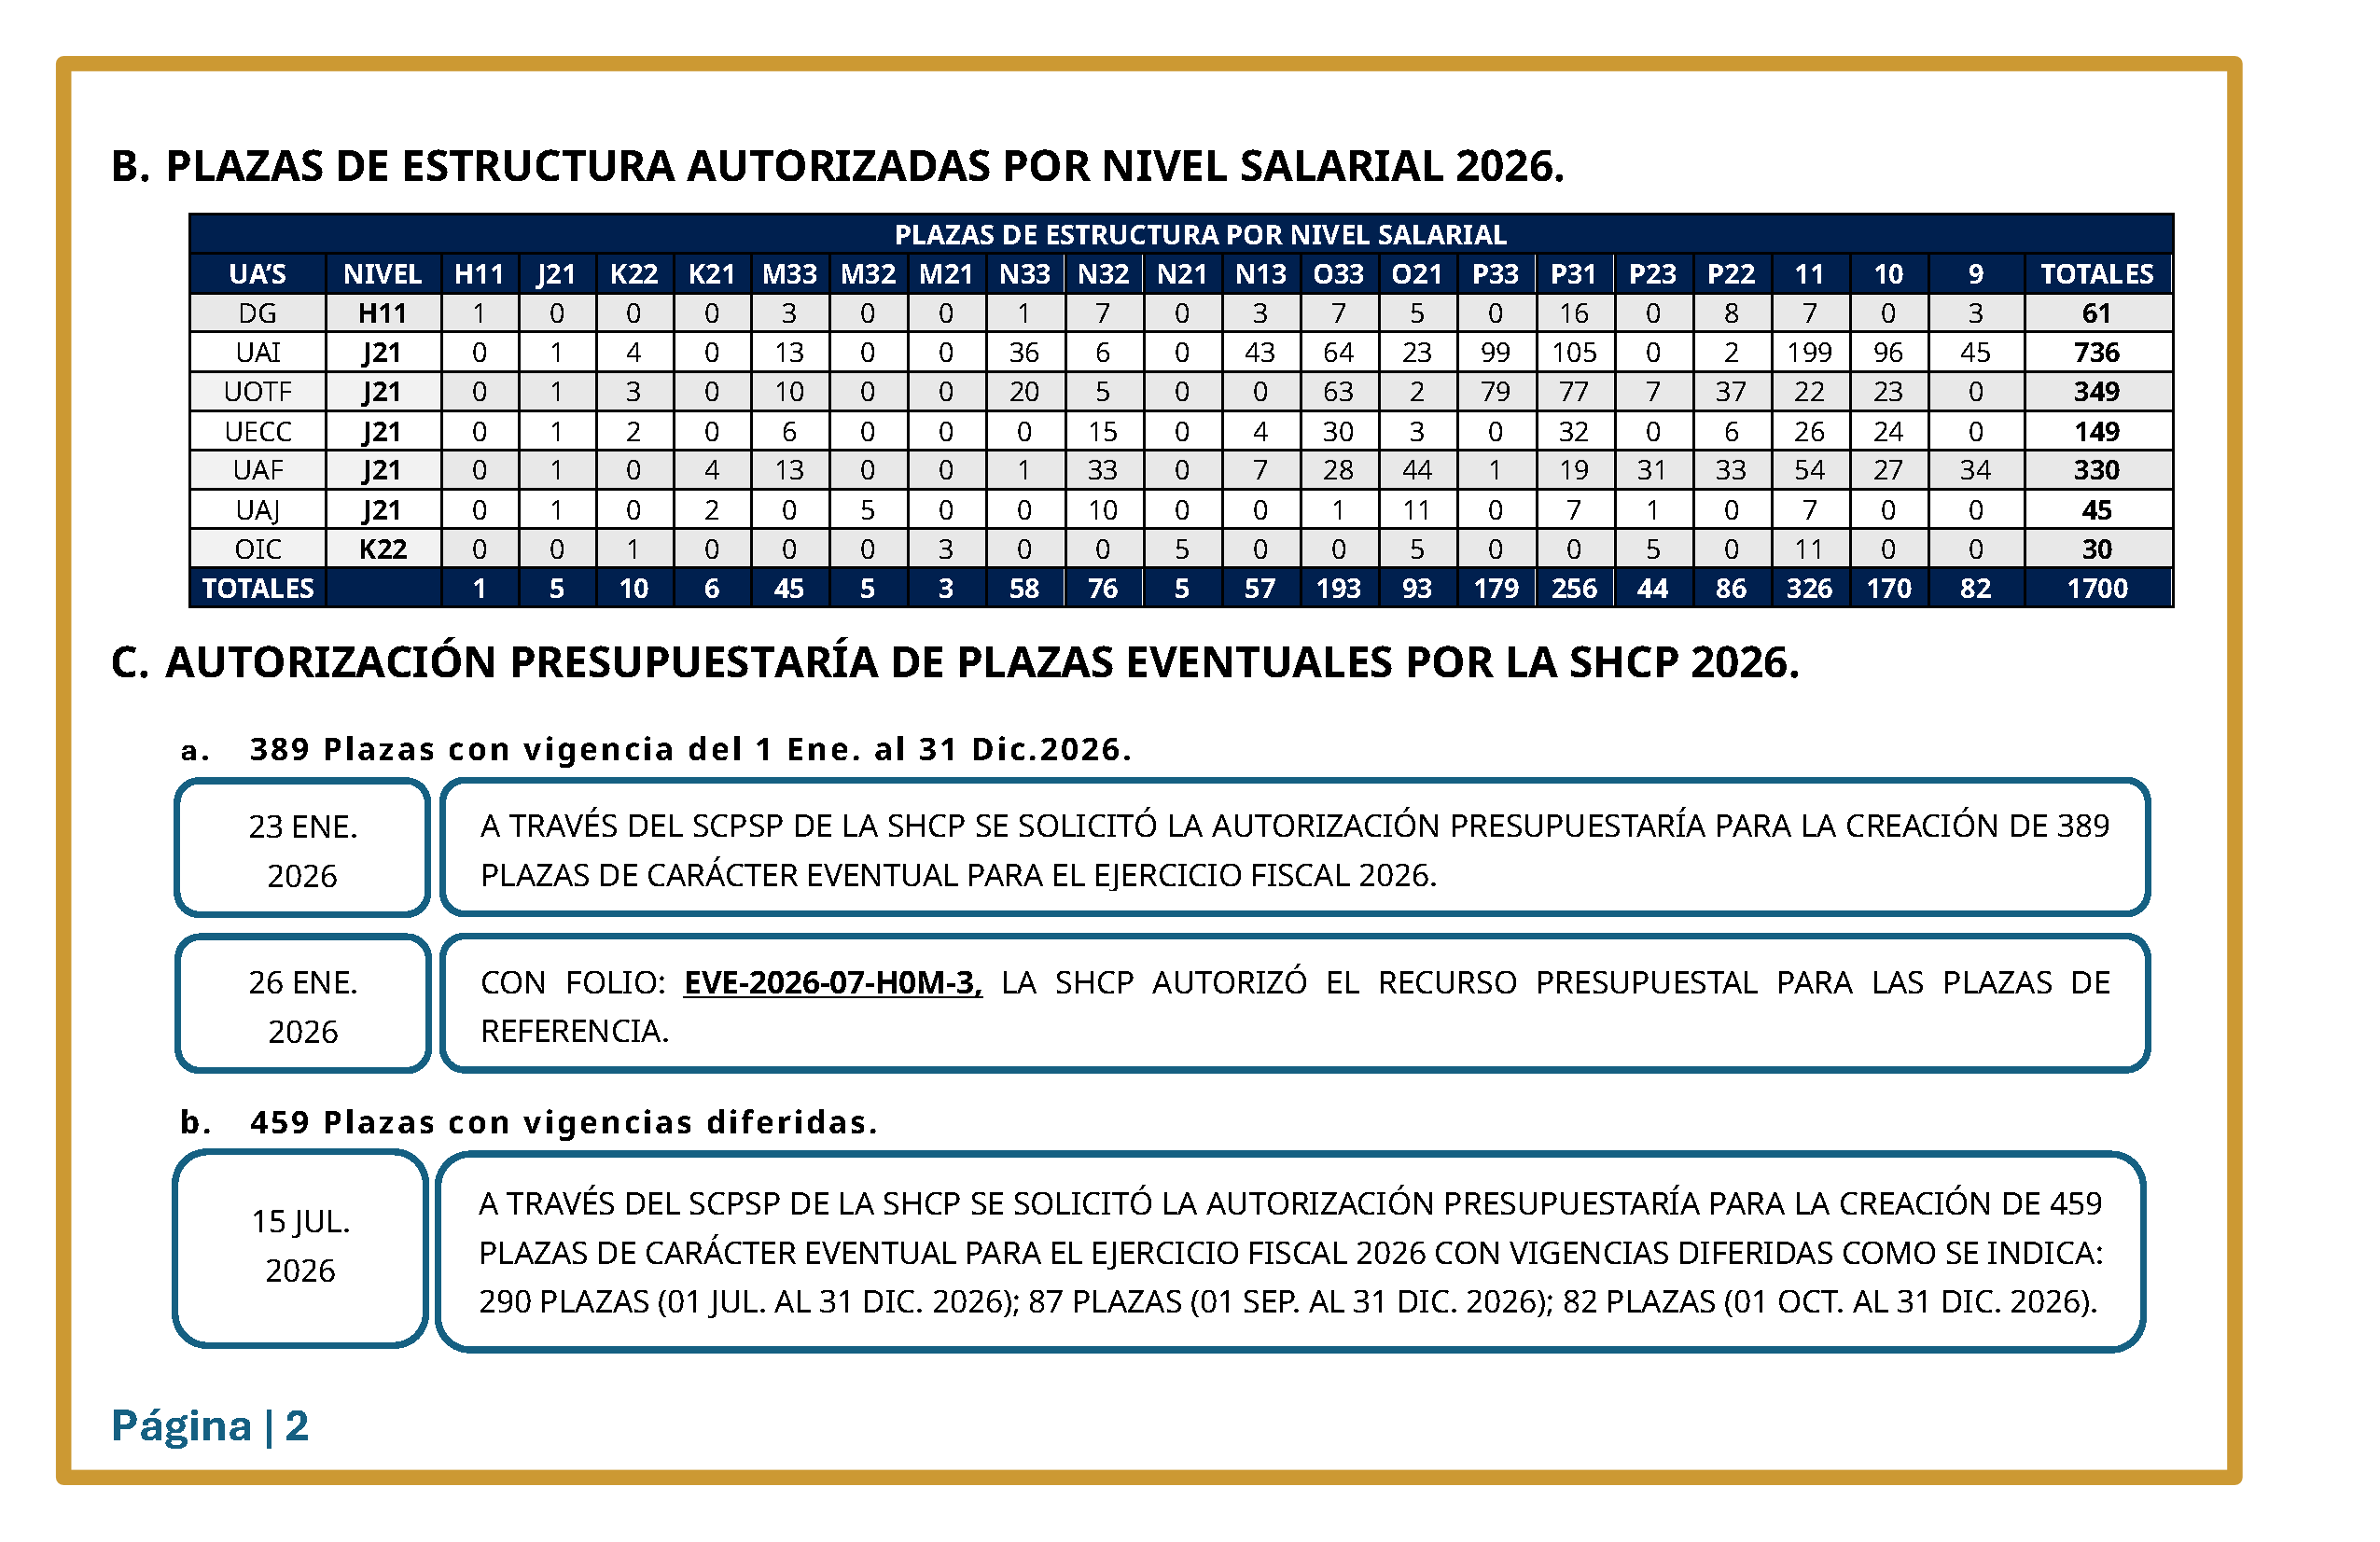 B. PLAZAS DE ESTRUCTURA AUTORIZADAS POR NIVEL SALARIAL 2026.
PLAZAS DE ESTRUCTURA POR NIVEL SALARIAL
UA’S NIVEL H11 J21 K22 K21 M33 M32 M21 N33 N32 N21 N13 O33 O21 P33 P31 P23 P22 11 10 9 TOTALES
DG H11 1 0 0 0 3 0 0 1 7 0 3 7 5 0 16 0 8 7 0 3 61
UAI J21 0 1 4 0 13 0 0 36 6 0 43 64 23 99 105 0 2 199 96 45 736
UOTF J21 0 1 3 0 10 0 0 20 5 0 0 63 2 79 77 7 37 22 23 0 349
UECC J21 0 1 2 0 6 0 0 0 15 0 4 30 3 0 32 0 6 26 24 0 149
UAF J21 0 1 0 4 13 0 0 1 33 0 7 28 44 1 19 31 33 54 27 34 330
UAJ J21 0 1 0 2 0 5 0 0 10 0 0 1 11 0 7 1 0 7 0 0 45
OIC K22 0 0 1 0 0 0 3 0 0 5 0 0 5 0 0 5 0 11 0 0 30
TOTALES 1 5 10 6 45 5 3 58 76 5 57 193 93 179 256 44 86 326 170 82 1700
C. AUTORIZACIÓN PRESUPUESTARÍA DE PLAZAS EVENTUALES POR LA SHCP 2026.
a. 389 Plazas con vigencia del 1 Ene. al 31 Dic.2026.
23 ENE.
2026
A TRAVÉS DEL SCPSP DE LA SHCP SE SOLICITÓ LA AUTORIZACIÓN PRESUPUESTARÍA PARA LA CREACIÓN DE 389
PLAZAS DE CARÁCTER EVENTUAL PARA EL EJERCICIO FISCAL 2026.
26 ENE.
2026
CON FOLIO: EVE-2026-07-H0M-3, LA SHCP AUTORIZÓ EL RECURSO PRESUPUESTAL PARA LAS PLAZAS DE
REFERENCIA.
b. 459 Plazas con vigencias diferidas.
15 JUL.
2026
A TRAVÉS DEL SCPSP DE LA SHCP SE SOLICITÓ LA AUTORIZACIÓN PRESUPUESTARÍA PARA LA CREACIÓN DE 459
PLAZAS DE CARÁCTER EVENTUAL PARA EL EJERCICIO FISCAL 2026 CON VIGENCIAS DIFERIDAS COMO SE INDICA:
290 PLAZAS (01 JUL. AL 31 DIC. 2026); 87 PLAZAS (01 SEP. AL 31 DIC. 2026); 82 PLAZAS (01 OCT. AL 31 DIC. 2026).
Página | 2